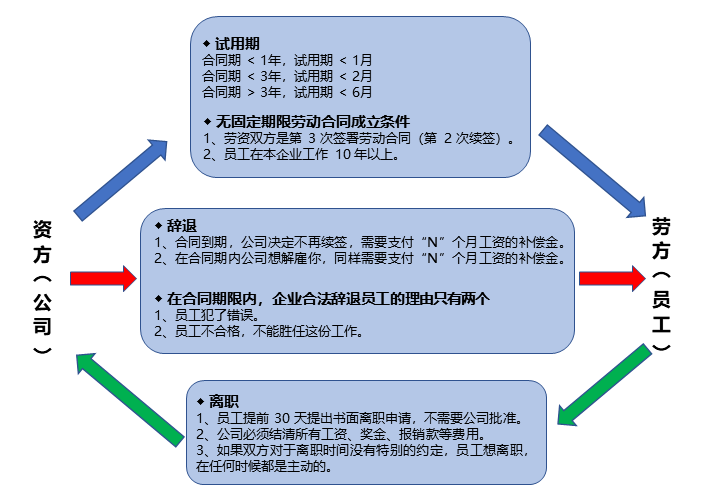 ◆ 试用期
合同期 < 1年，试用期 < 1月
合同期 < 3年，试用期 < 2月
合同期 > 3年，试用期 < 6月
◆ 无固定期限劳动合同成立条件
1、劳资双方是第 3 次签署劳动合同（第 2 次续签）。
2、员工在本企业工作 10 年以上。
资方（公司）
◆ 辞退
1、合同到期，公司决定不再续签，需要支付“N”个月工资的补偿金。
2、在合同期内公司想解雇你，同样需要支付“N”个月工资的补偿金。
◆ 在合同期限内，企业合法辞退员工的理由只有两个
1、员工犯了错误。
2、员工不合格，不能胜任这份工作。
劳方（员工）
◆ 离职
1、员工提前 30 天提出书面离职申请，不需要公司批准。
2、公司必须结清所有工资、奖金、报销款等费用。
3、如果双方对于离职时间没有特别的约定，员工想离职，
在任何时候都是主动的。